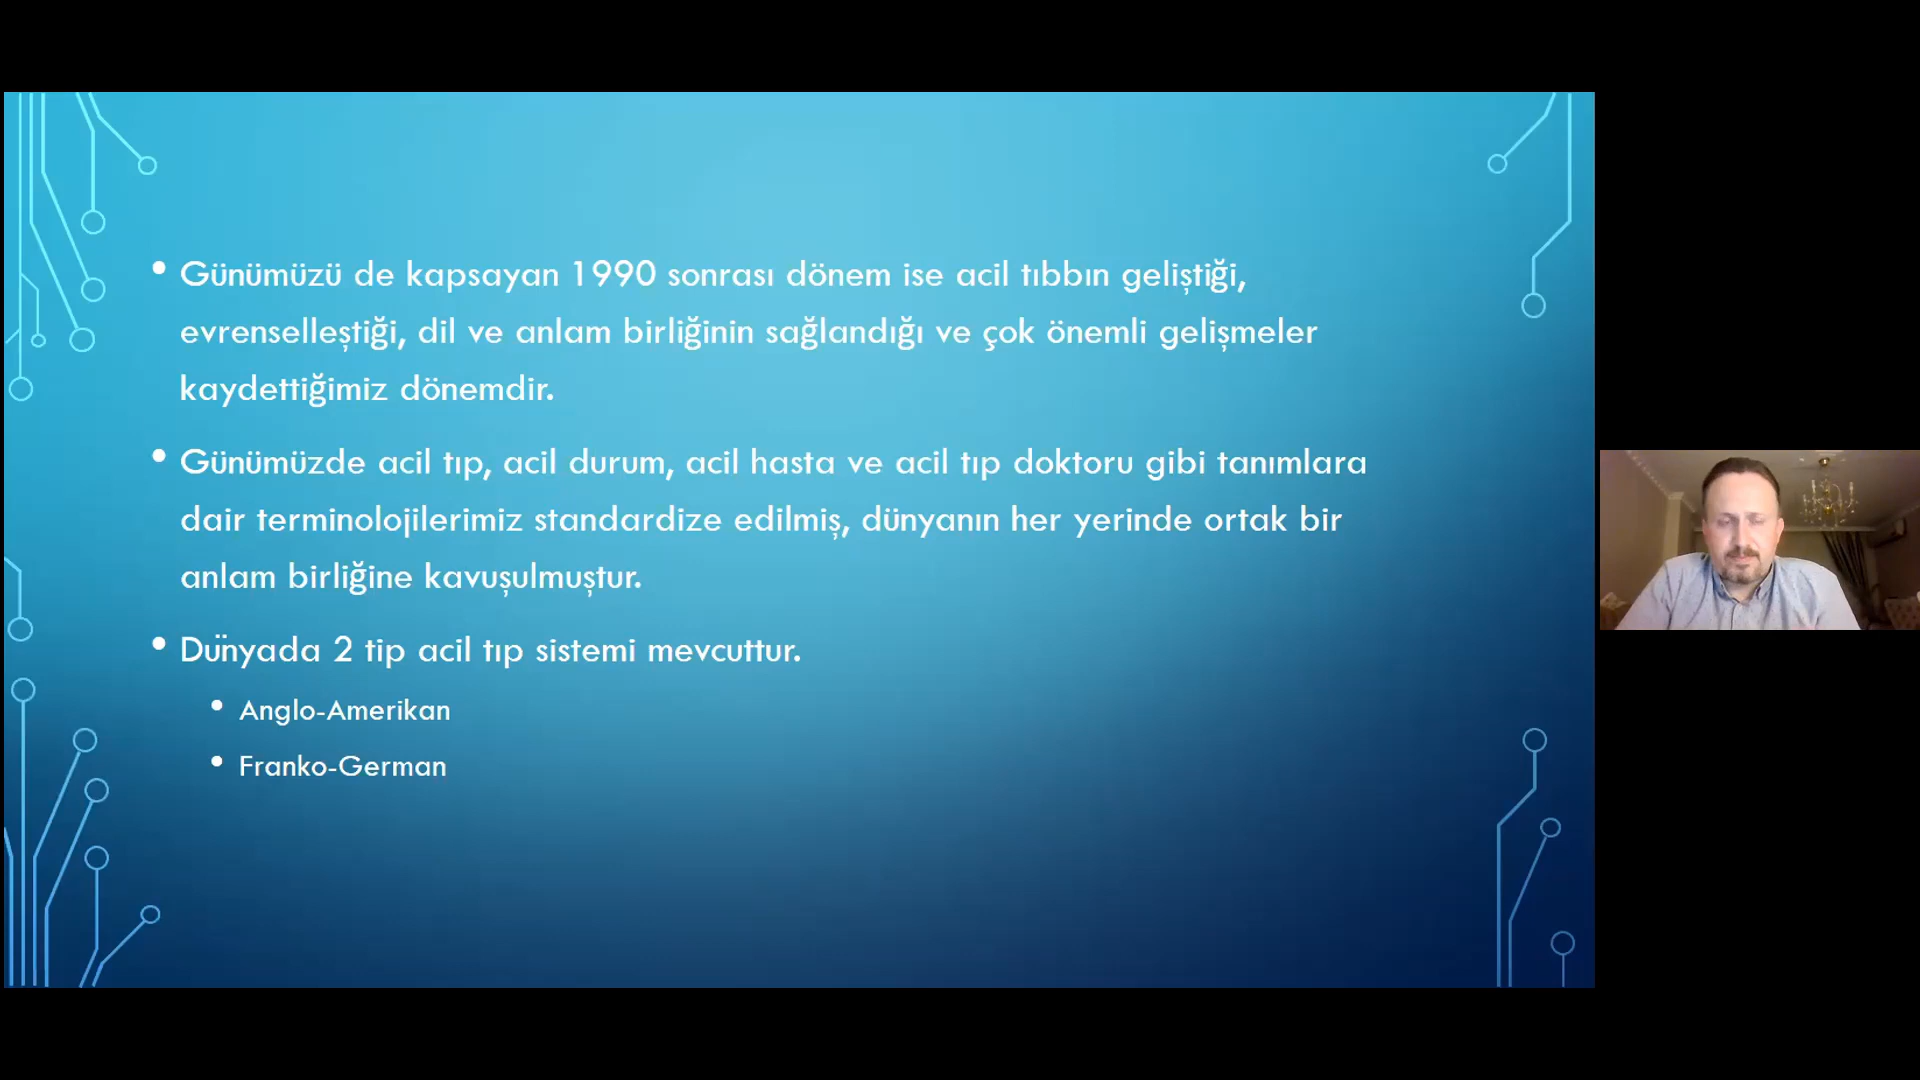 • Günümüzü de kapsayan 1990 sonrası dönem ise acil tıbbın geliştiği,
evrenselleştiği, dil ve anlam birliğinin sağlandığı ve çok önemli gelişmeler
kaydettiğimiz dönemdir.
• Günümüzde acil tıp, acil durum, acil hasta ve acil tıp doktoru gibi tanımlara
dair terminolojilerimiz standardize edilmiş, dünyanın her yerinde ortak bir
anlam birliğine kavuşulmuştur.
• Dünyada 2 tip acil tıp sistemi mevcuttur.
• Anglo-Amerikan
• Franko-German